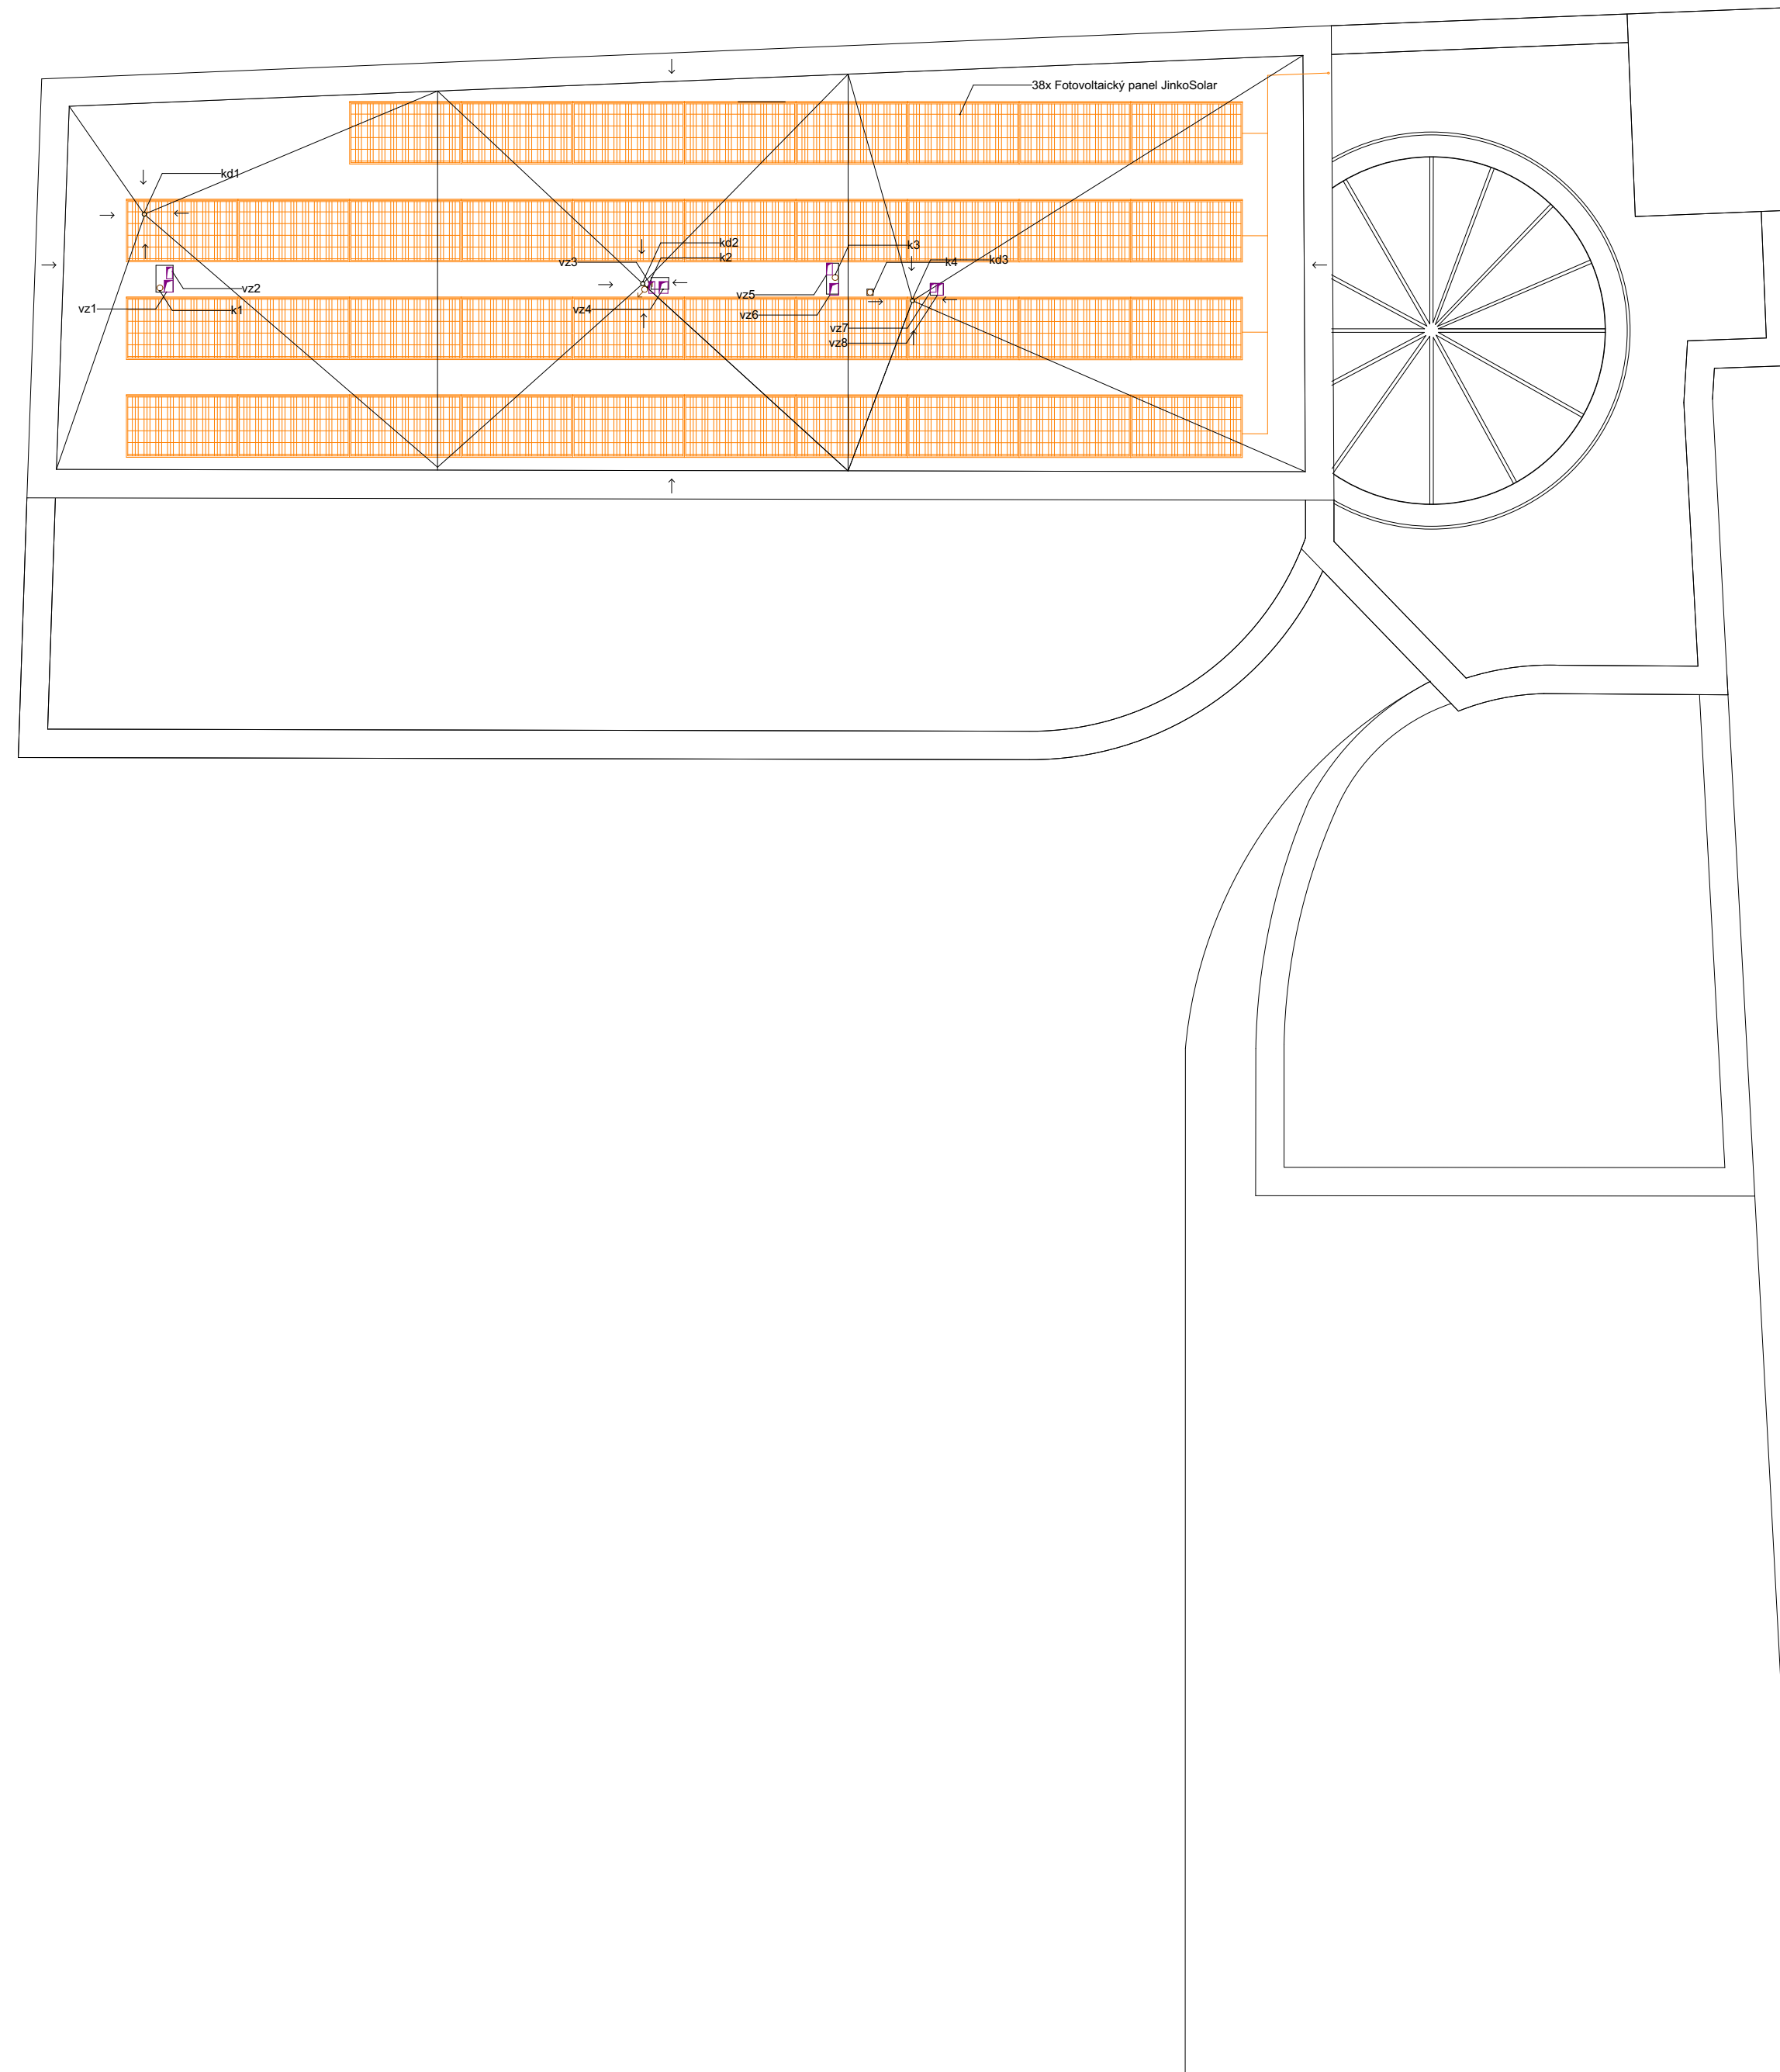 38x Fotovoltaický panel JinkoSolar
kd1
kd2
k3
k2
vz3
k4
kd3
vz2
vz5
vz1
k1
vz4
vz6
vz7
vz8